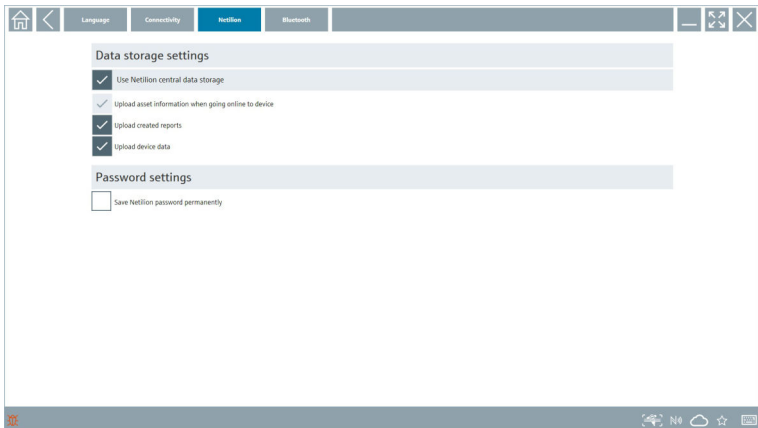 Language
Connectivity
Netilion
Bluetooth
Data storage settings
Use Netilion central data storage
Upload asset information when going online to device
Upload created reports
Upload device data
Password settings
Save Netilion password permanently